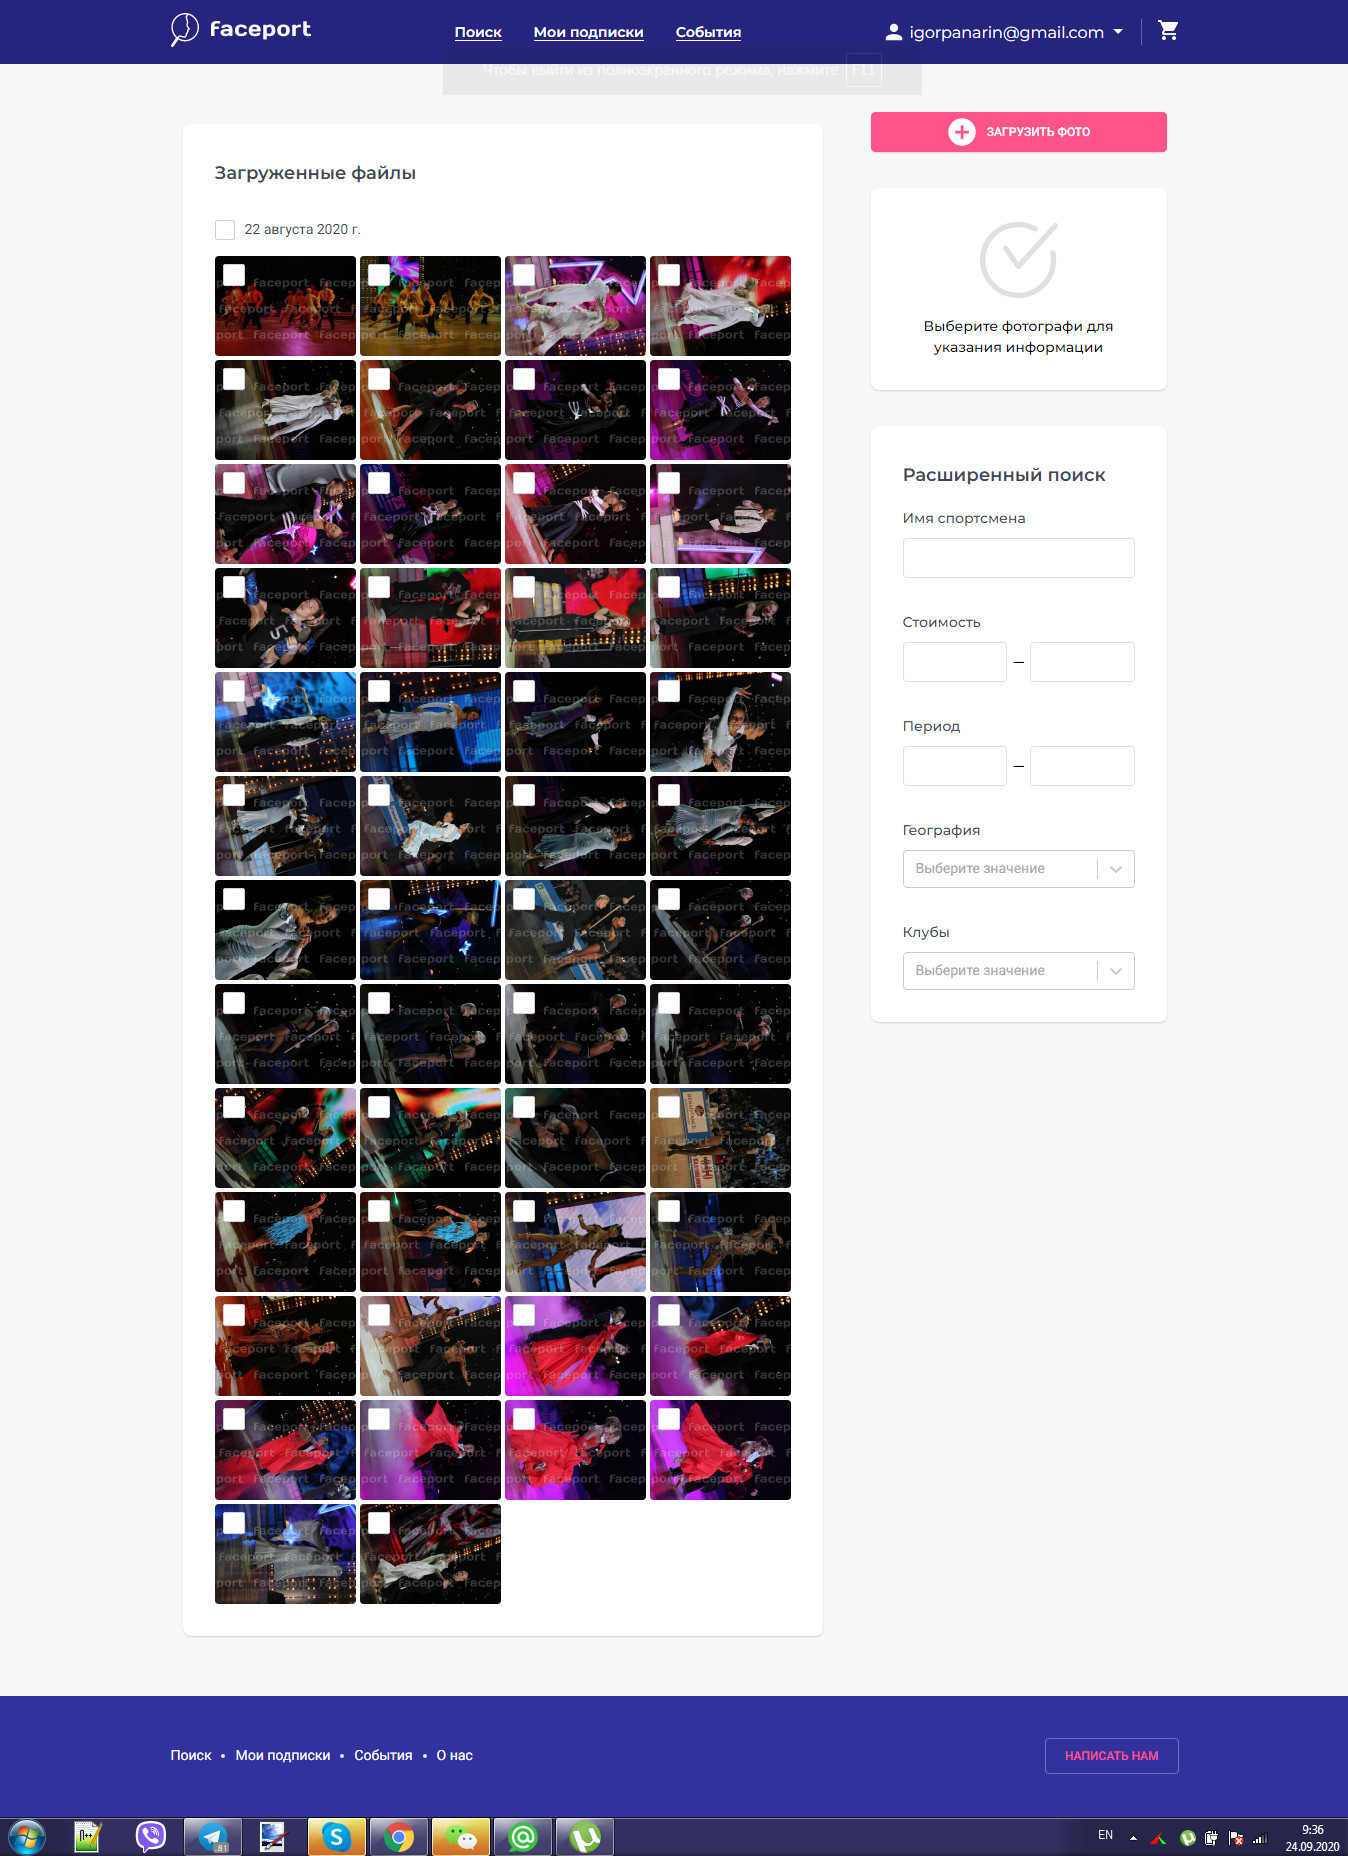 faceport
Поиск
Мои подписки
События
igorpanarin@gmail.com
Чтобы выйти из полноэкранного режима, нажмите F11
ЗАГРУЗИТЬ ФОТО
Загруженные файлы
22 августа 2020 г.
Выберите фотографи для
указания информации
Расширенный поиск
Имя спортсмена
Стоимость
–
Период
–
География
Выберите значение
Клубы
Выберите значение
Поиск • Мои подписки • События • О нас
НАПИСАТЬ НАМ
81
EN
9:36
24.09.2020